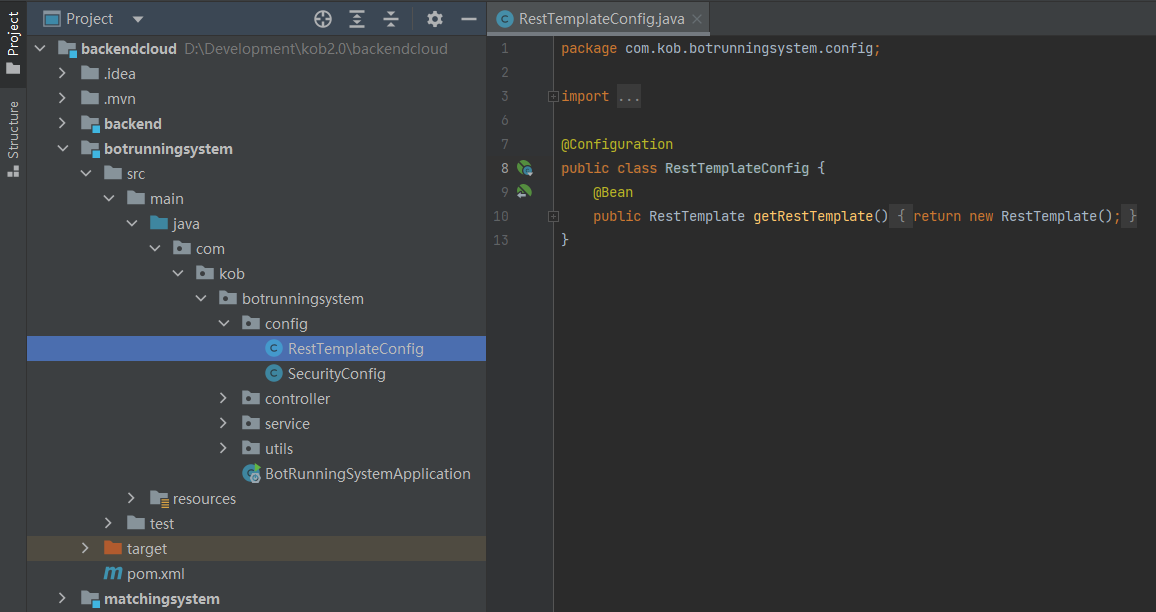 Project
Structure
Project
backendcloud D:\Development\kob2.0\backendcloud
.idea
.mvn
backend
botrunningsystem
src
main
java
com
kob
botrunningsystem
config
RestTemplateConfig
SecurityConfig
controller
service
utils
BotRunningSystemApplication
resources
test
target
pom.xml
matchingsystem
RestTemplateConfig.java
1 package com.kob.botrunningsystem.config;
2
3 import ...
6
7 @Configuration
8 public class RestTemplateConfig {
9 @Bean
10 public RestTemplate getRestTemplate() { return new RestTemplate(); }
13 }